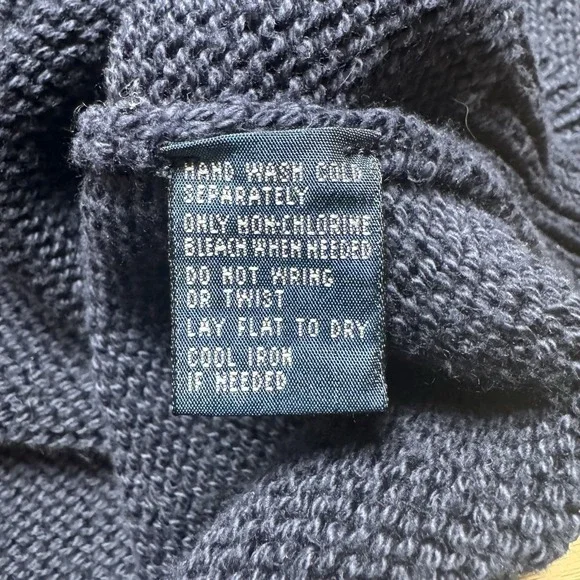 HAND WASH COLD
SEPARATELY
ONLY NON-CHLORINE
BLEACH WHEN NEEDED
DO NOT WRING
OR TWIST
LAY FLAT TO DRY
COOL IRON
IF NEEDED